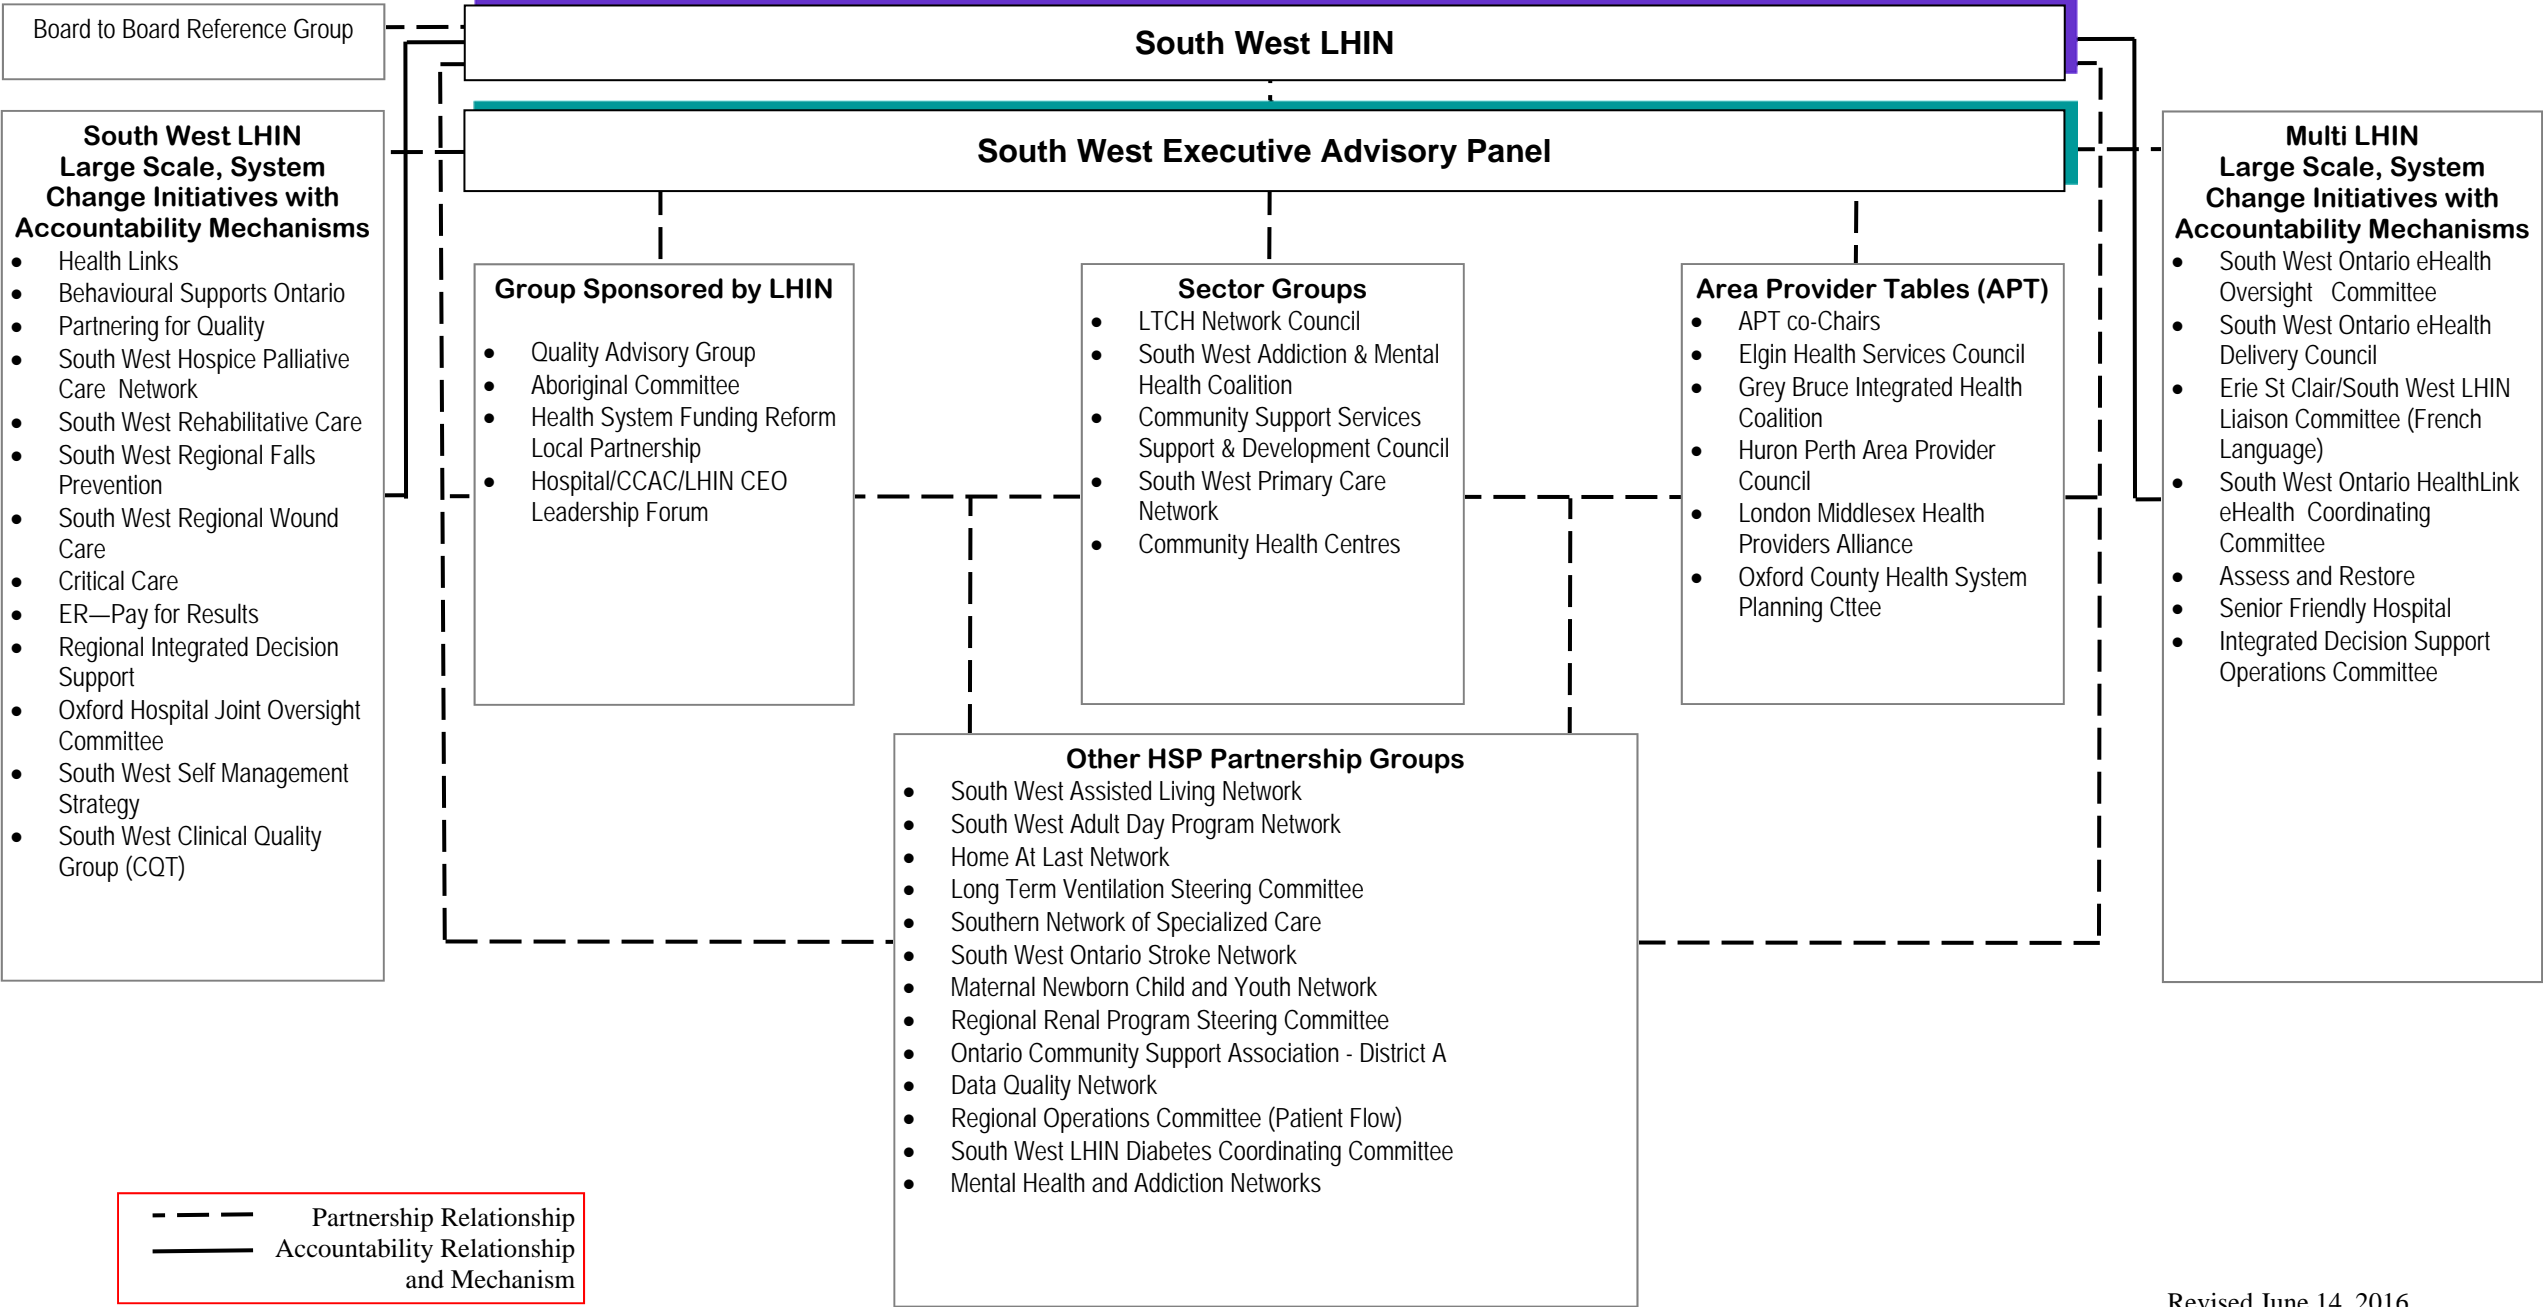 Board to Board Reference Group
South West LHIN
South West Executive Advisory Panel
South West LHIN
Large Scale, System
Change Initiatives with
Accountability Mechanisms
• Health Links
• Behavioural Supports Ontario
• Partnering for Quality
• South West Hospice Palliative
Care Network
• South West Rehabilitative Care
• South West Regional Falls
Prevention
• South West Regional Wound
Care
• Critical Care
• ER—Pay for Results
• Regional Integrated Decision
Support
• Oxford Hospital Joint Oversight
Committee
• South West Self Management
Strategy
• South West Clinical Quality
Group (CQT)
Group Sponsored by LHIN
• Quality Advisory Group
• Aboriginal Committee
• Health System Funding Reform
Local Partnership
• Hospital/CCAC/LHIN CEO
Leadership Forum
Sector Groups
• LTCH Network Council
• South West Addiction & Mental
Health Coalition
• Community Support Services
Support & Development Council
• South West Primary Care
Network
• Community Health Centres
Area Provider Tables (APT)
• APT co-Chairs
• Elgin Health Services Council
• Grey Bruce Integrated Health
Coalition
• Huron Perth Area Provider
Council
• London Middlesex Health
Providers Alliance
• Oxford County Health System
Planning Cttee
Multi LHIN
Large Scale, System
Change Initiatives with
Accountability Mechanisms
• South West Ontario eHealth
Oversight Committee
• South West Ontario eHealth
Delivery Council
• Erie St Clair/South West LHIN
Liaison Committee (French
Language)
• South West Ontario HealthLink
eHealth Coordinating
Committee
• Assess and Restore
• Senior Friendly Hospital
• Integrated Decision Support
Operations Committee
Other HSP Partnership Groups
• South West Assisted Living Network
• South West Adult Day Program Network
• Home At Last Network
• Long Term Ventilation Steering Committee
• Southern Network of Specialized Care
• South West Ontario Stroke Network
• Maternal Newborn Child and Youth Network
• Regional Renal Program Steering Committee
• Ontario Community Support Association - District A
• Data Quality Network
• Regional Operations Committee (Patient Flow)
• South West LHIN Diabetes Coordinating Committee
• Mental Health and Addiction Networks
Partnership Relationship
Accountability Relationship
and Mechanism
Revised June 14, 2016